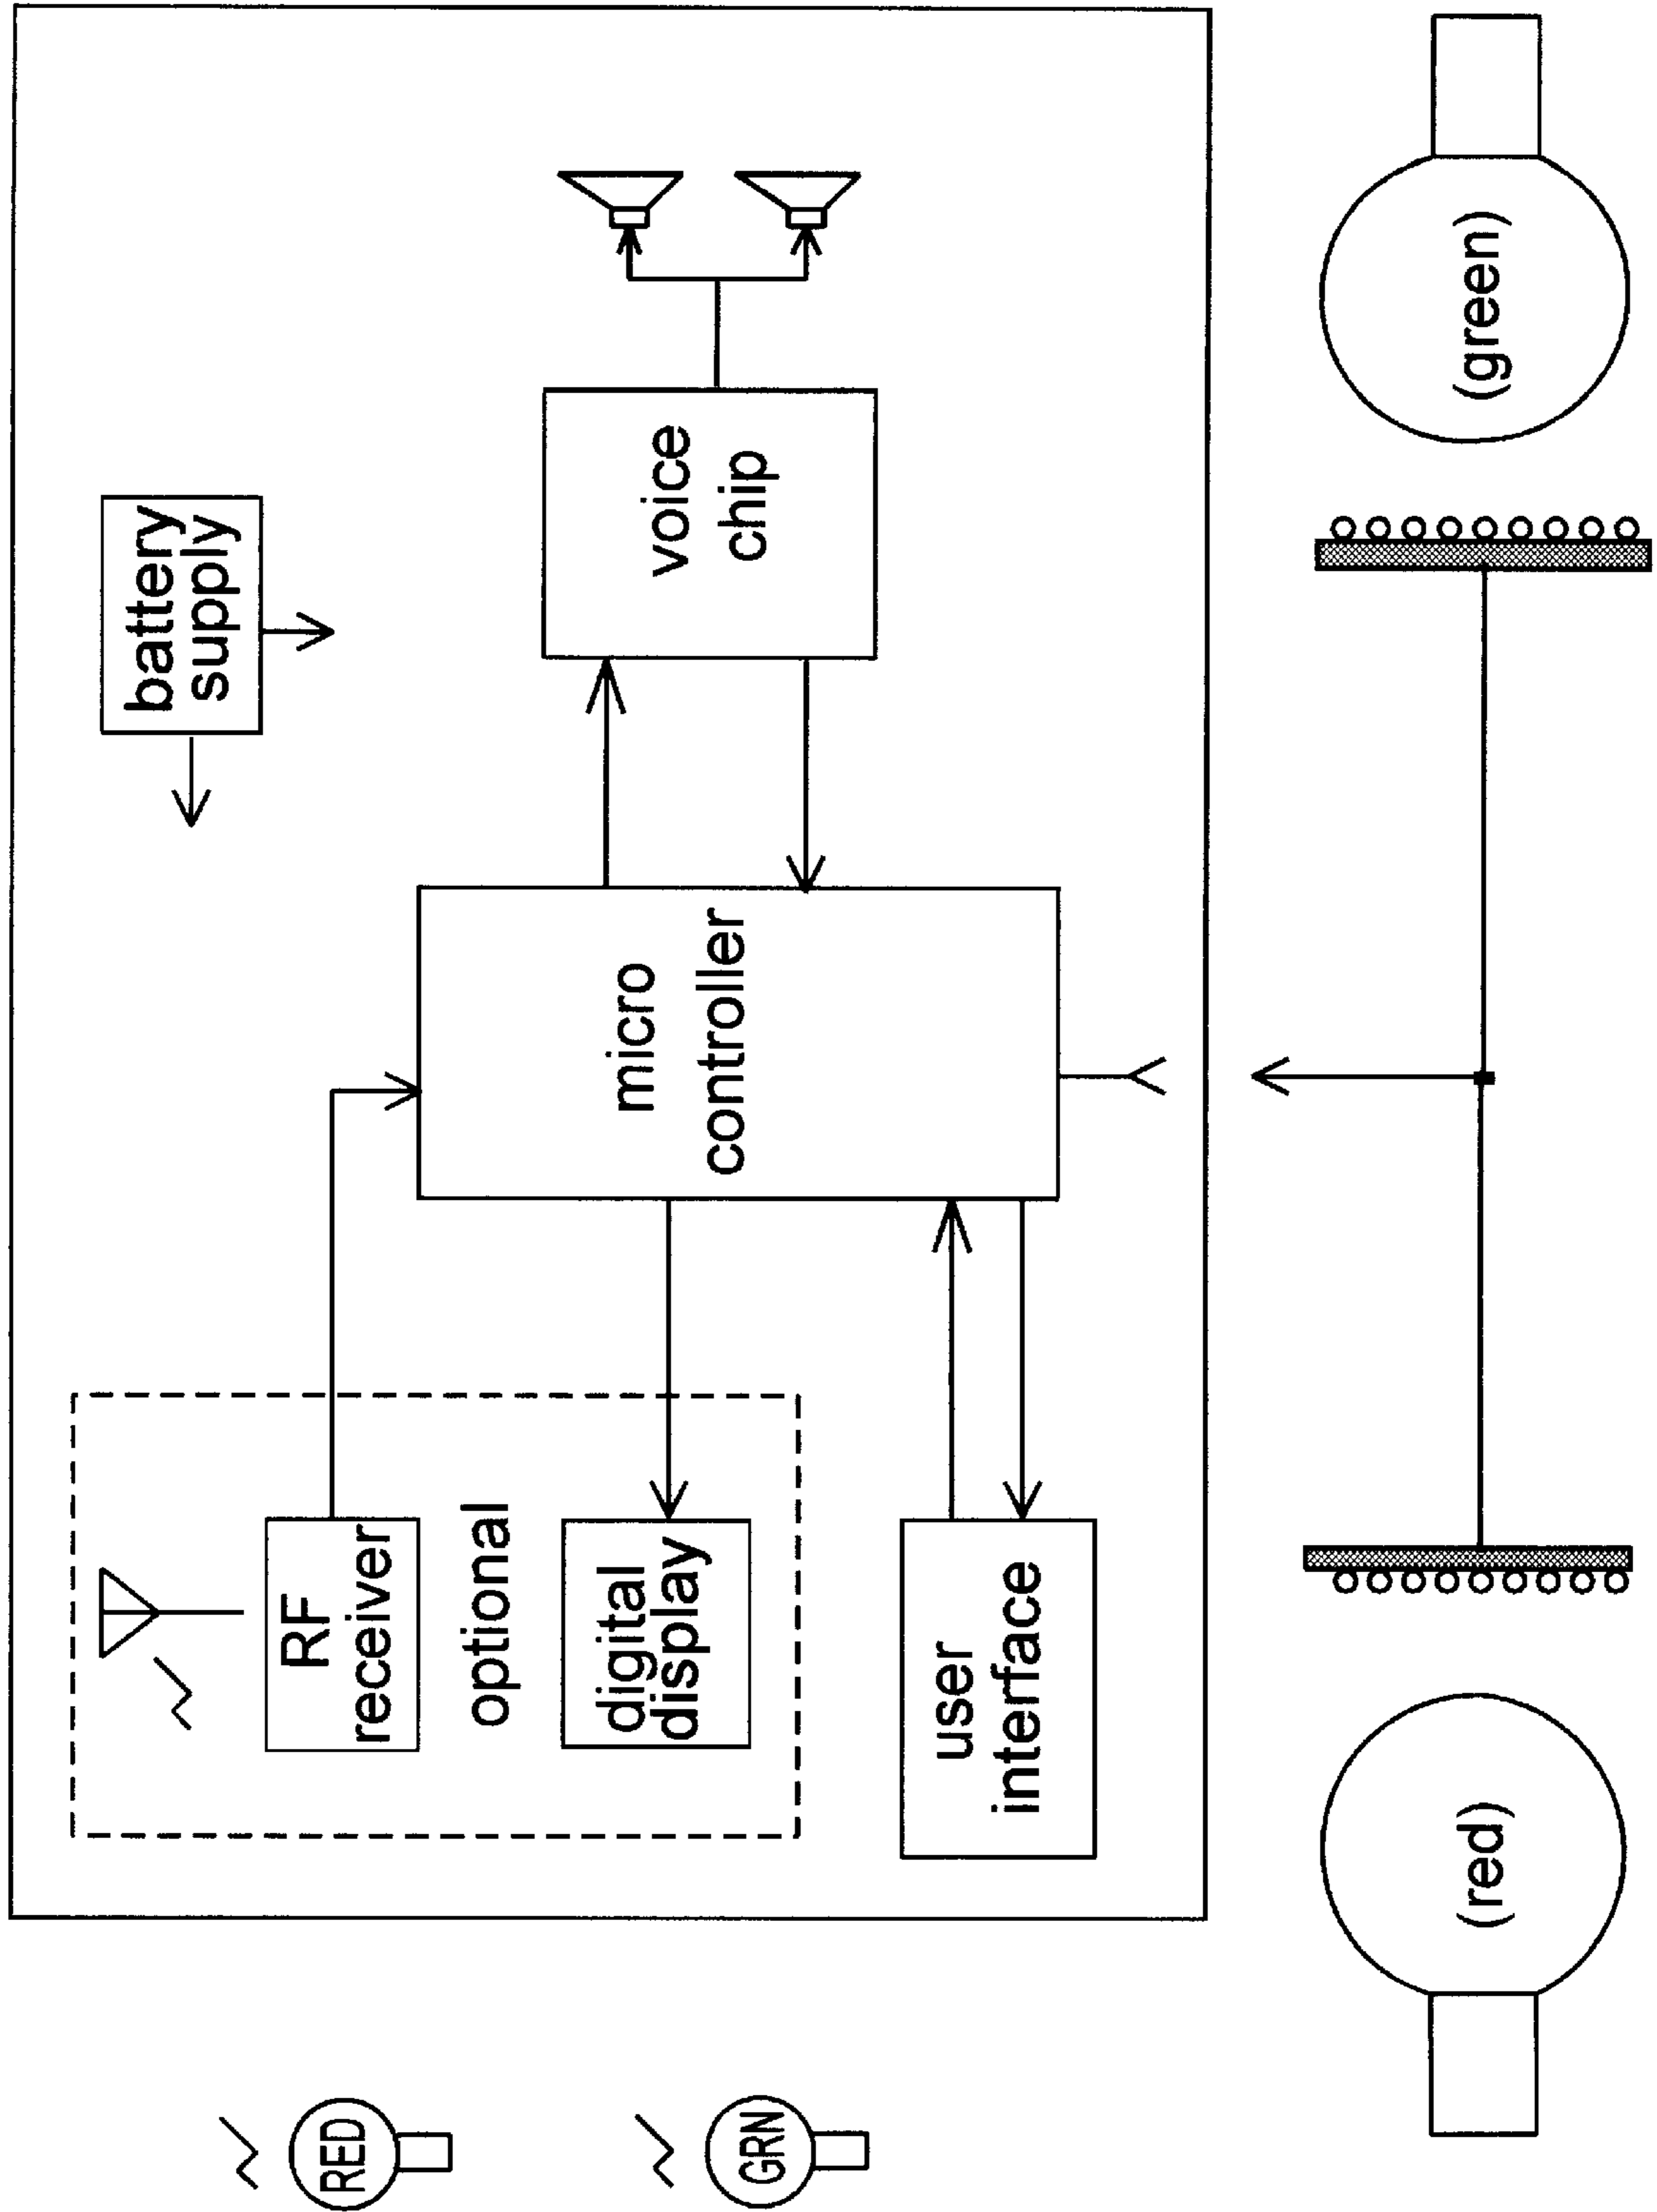 RED
GRN
RF
receiver
optional
digital
display
user
interface
micro
controller
battery
supply
voice
chip
(red)
(green)